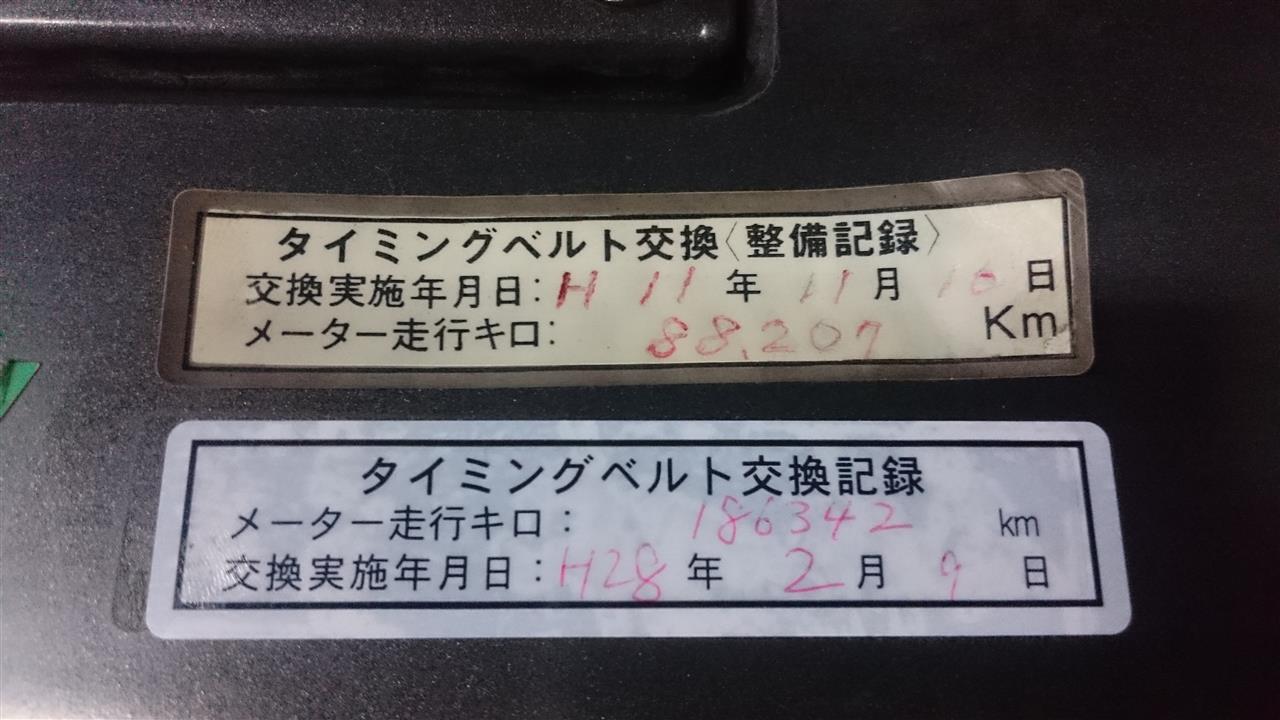 タイミングベルト交換〈整備記録〉
交換実施年月日：H 11 年 11 月 10 日
メーター走行キロ： 88,207 Km
タイミングベルト交換記録
メーター走行キロ： 186342 km
交換実施年月日：H28 年 2 月 9 日